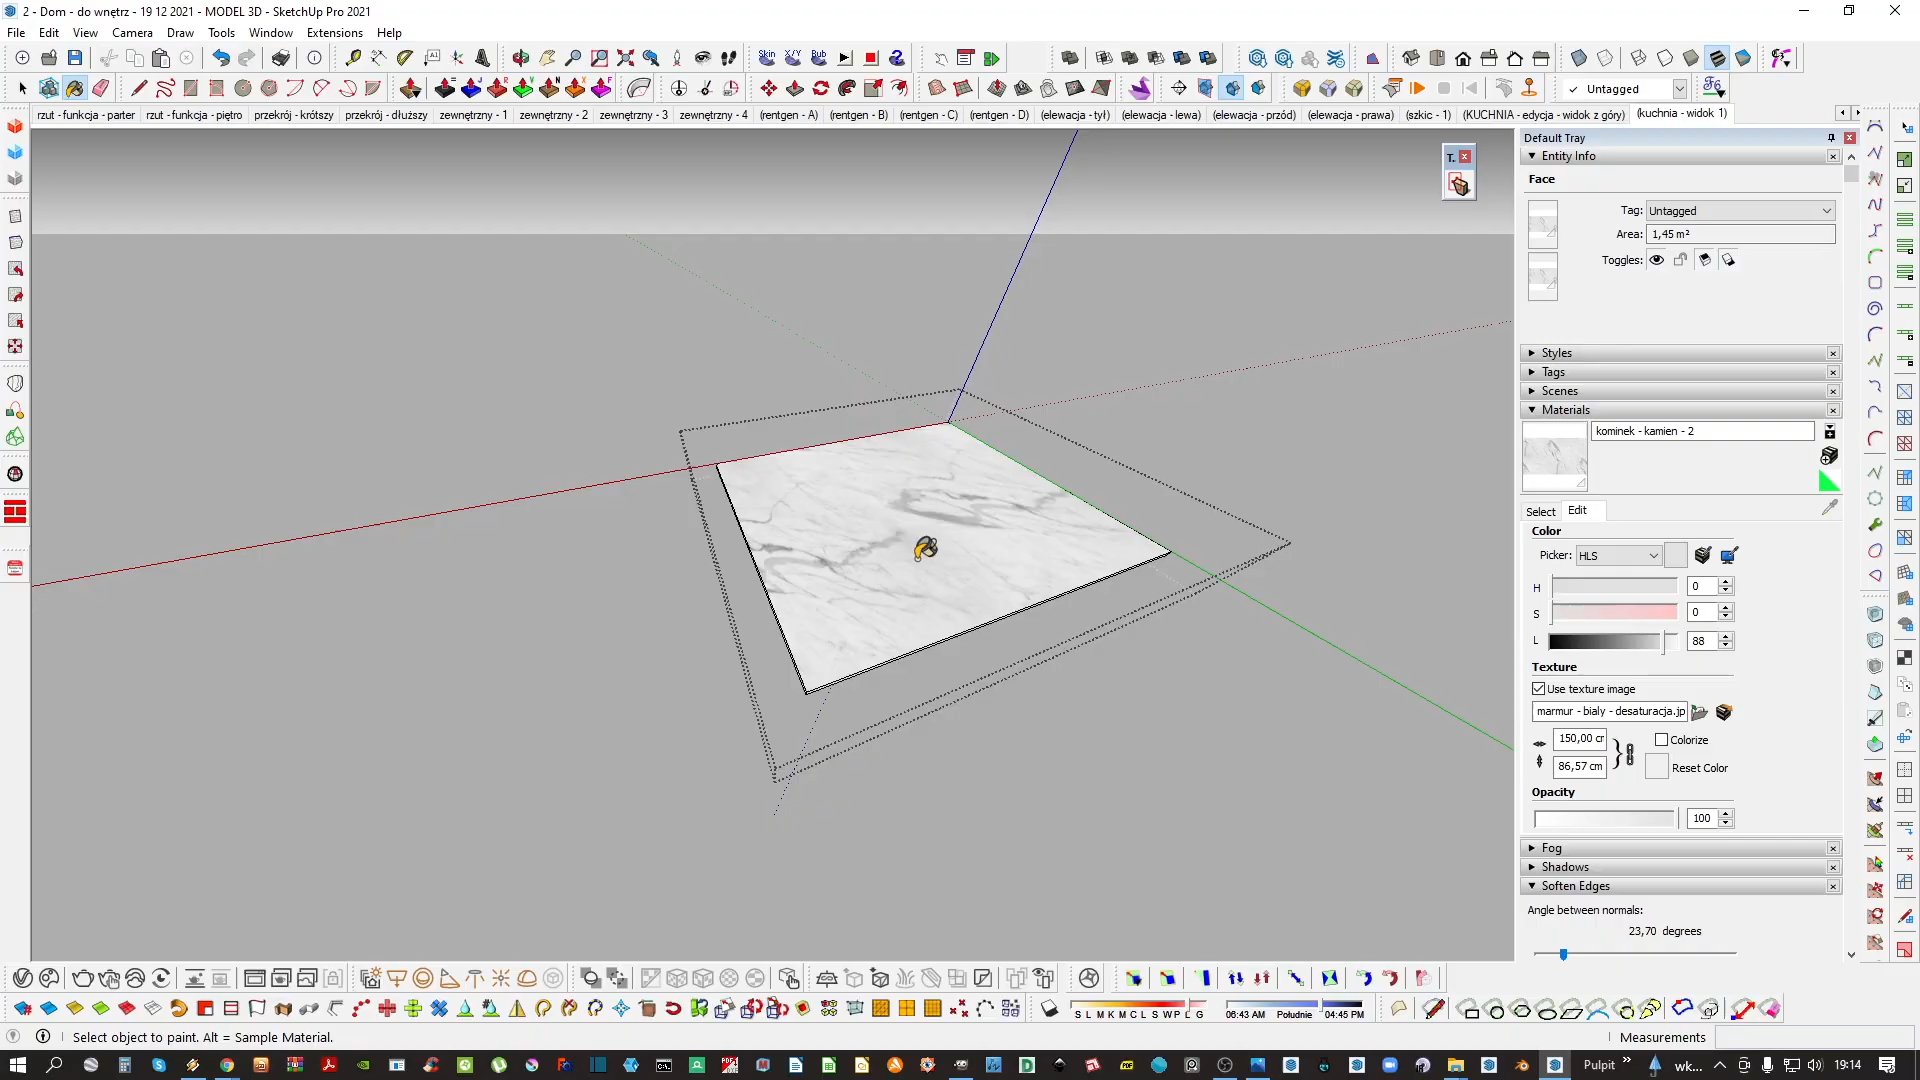 2 - Dom - do wnętrz - 19 12 2021 - MODEL 3D - SketchUp Pro 2021
File Edit View Camera Draw Tools Window Extensions Help
Skin X/Y Bub
Untagged
rzut - funkcja - parter rzut - funkcja - piętro przekrój - krótszy przekrój - dłuższy zewnętrzny - 1 zewnętrzny - 2 zewnętrzny - 3 zewnętrzny - 4 (rentgen - A) (rentgen - B) (rentgen - C) (rentgen - D) (elewacja - tył) (elewacja - lewa) (elewacja - przód) (elewacja - prawa) (szkic - 1) (KUCHNIA - edycja - widok z góry) (kuchnia - widok 1)
T.
Default Tray
Entity Info
Face
Tag: Untagged
Area: 1,45 m²
Toggles:
Styles
Tags
Scenes
Materials
kominek - kamien - 2
Select Edit
Color
Picker: HLS
H 0
S 0
L 88
Texture
Use texture image
marmur - bialy - desaturacja.jp
150,00 cm
Colorize
86,57 cm
Reset Color
Opacity
100
Fog
Shadows
Soften Edges
Angle between normals:
23,70 degrees
S L M K M C L S W P L G
06:43 AM Południe 04:45 PM
Select object to paint. Alt = Sample Material.
Measurements
Pulpit
wk...
19:14